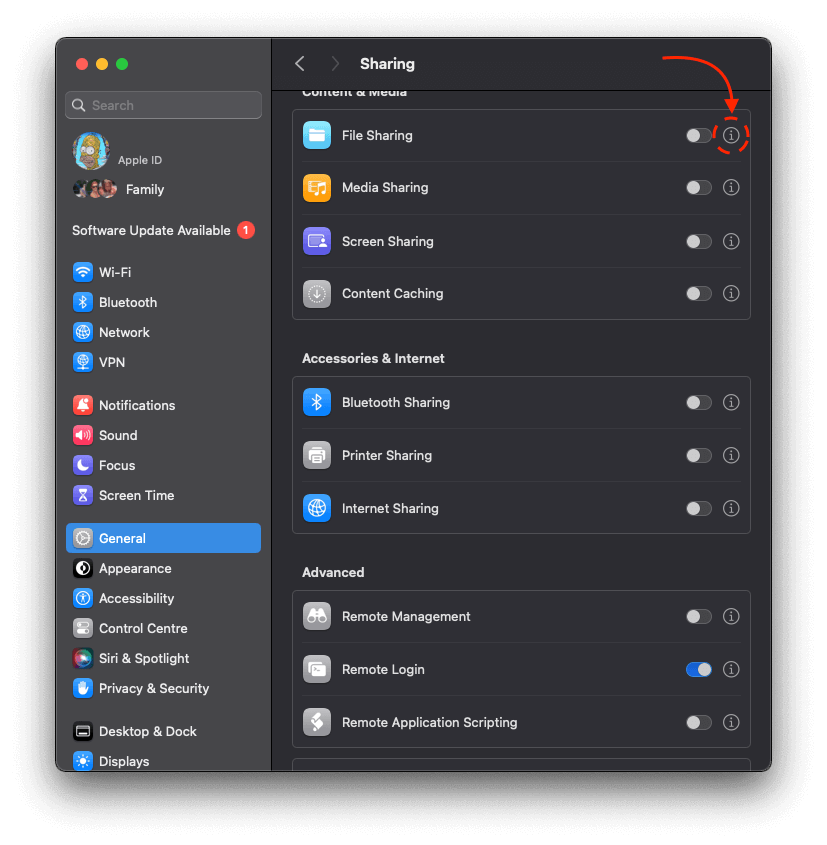 Sharing
Search
Apple ID
Family
Software Update Available 1
Wi-Fi
Bluetooth
Network
VPN
Notifications
Sound
Focus
Screen Time
General
Appearance
Accessibility
Control Centre
Siri & Spotlight
Privacy & Security
Desktop & Dock
Displays
Content & Media
File Sharing
Media Sharing
Screen Sharing
Content Caching
Accessories & Internet
Bluetooth Sharing
Printer Sharing
Internet Sharing
Advanced
Remote Management
Remote Login
Remote Application Scripting